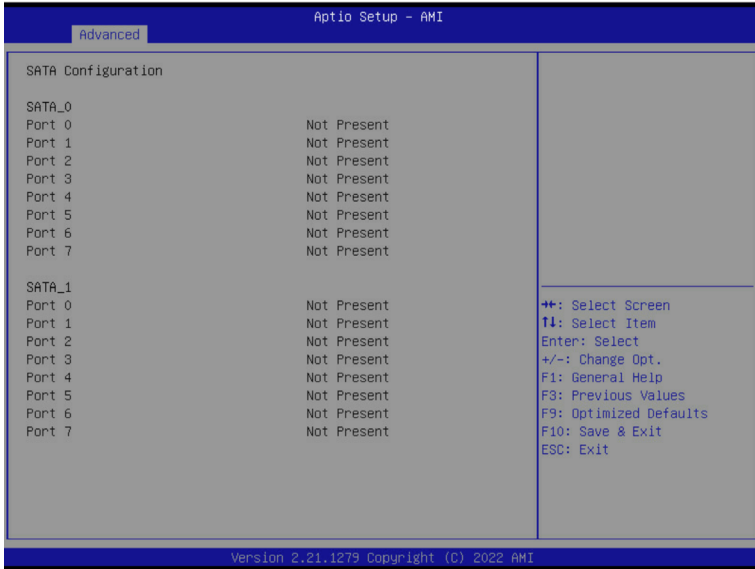 Aptio Setup – AMI
Advanced
SATA Configuration
SATA_0
Port 0 Not Present
Port 1 Not Present
Port 2 Not Present
Port 3 Not Present
Port 4 Not Present
Port 5 Not Present
Port 6 Not Present
Port 7 Not Present
SATA_1
Port 0 Not Present
Port 1 Not Present
Port 2 Not Present
Port 3 Not Present
Port 4 Not Present
Port 5 Not Present
Port 6 Not Present
Port 7 Not Present
→←: Select Screen
↑↓: Select Item
Enter: Select
+/-: Change Opt.
F1: General Help
F3: Previous Values
F9: Optimized Defaults
F10: Save & Exit
ESC: Exit
Version 2.21.1279 Copyright (C) 2022 AMI